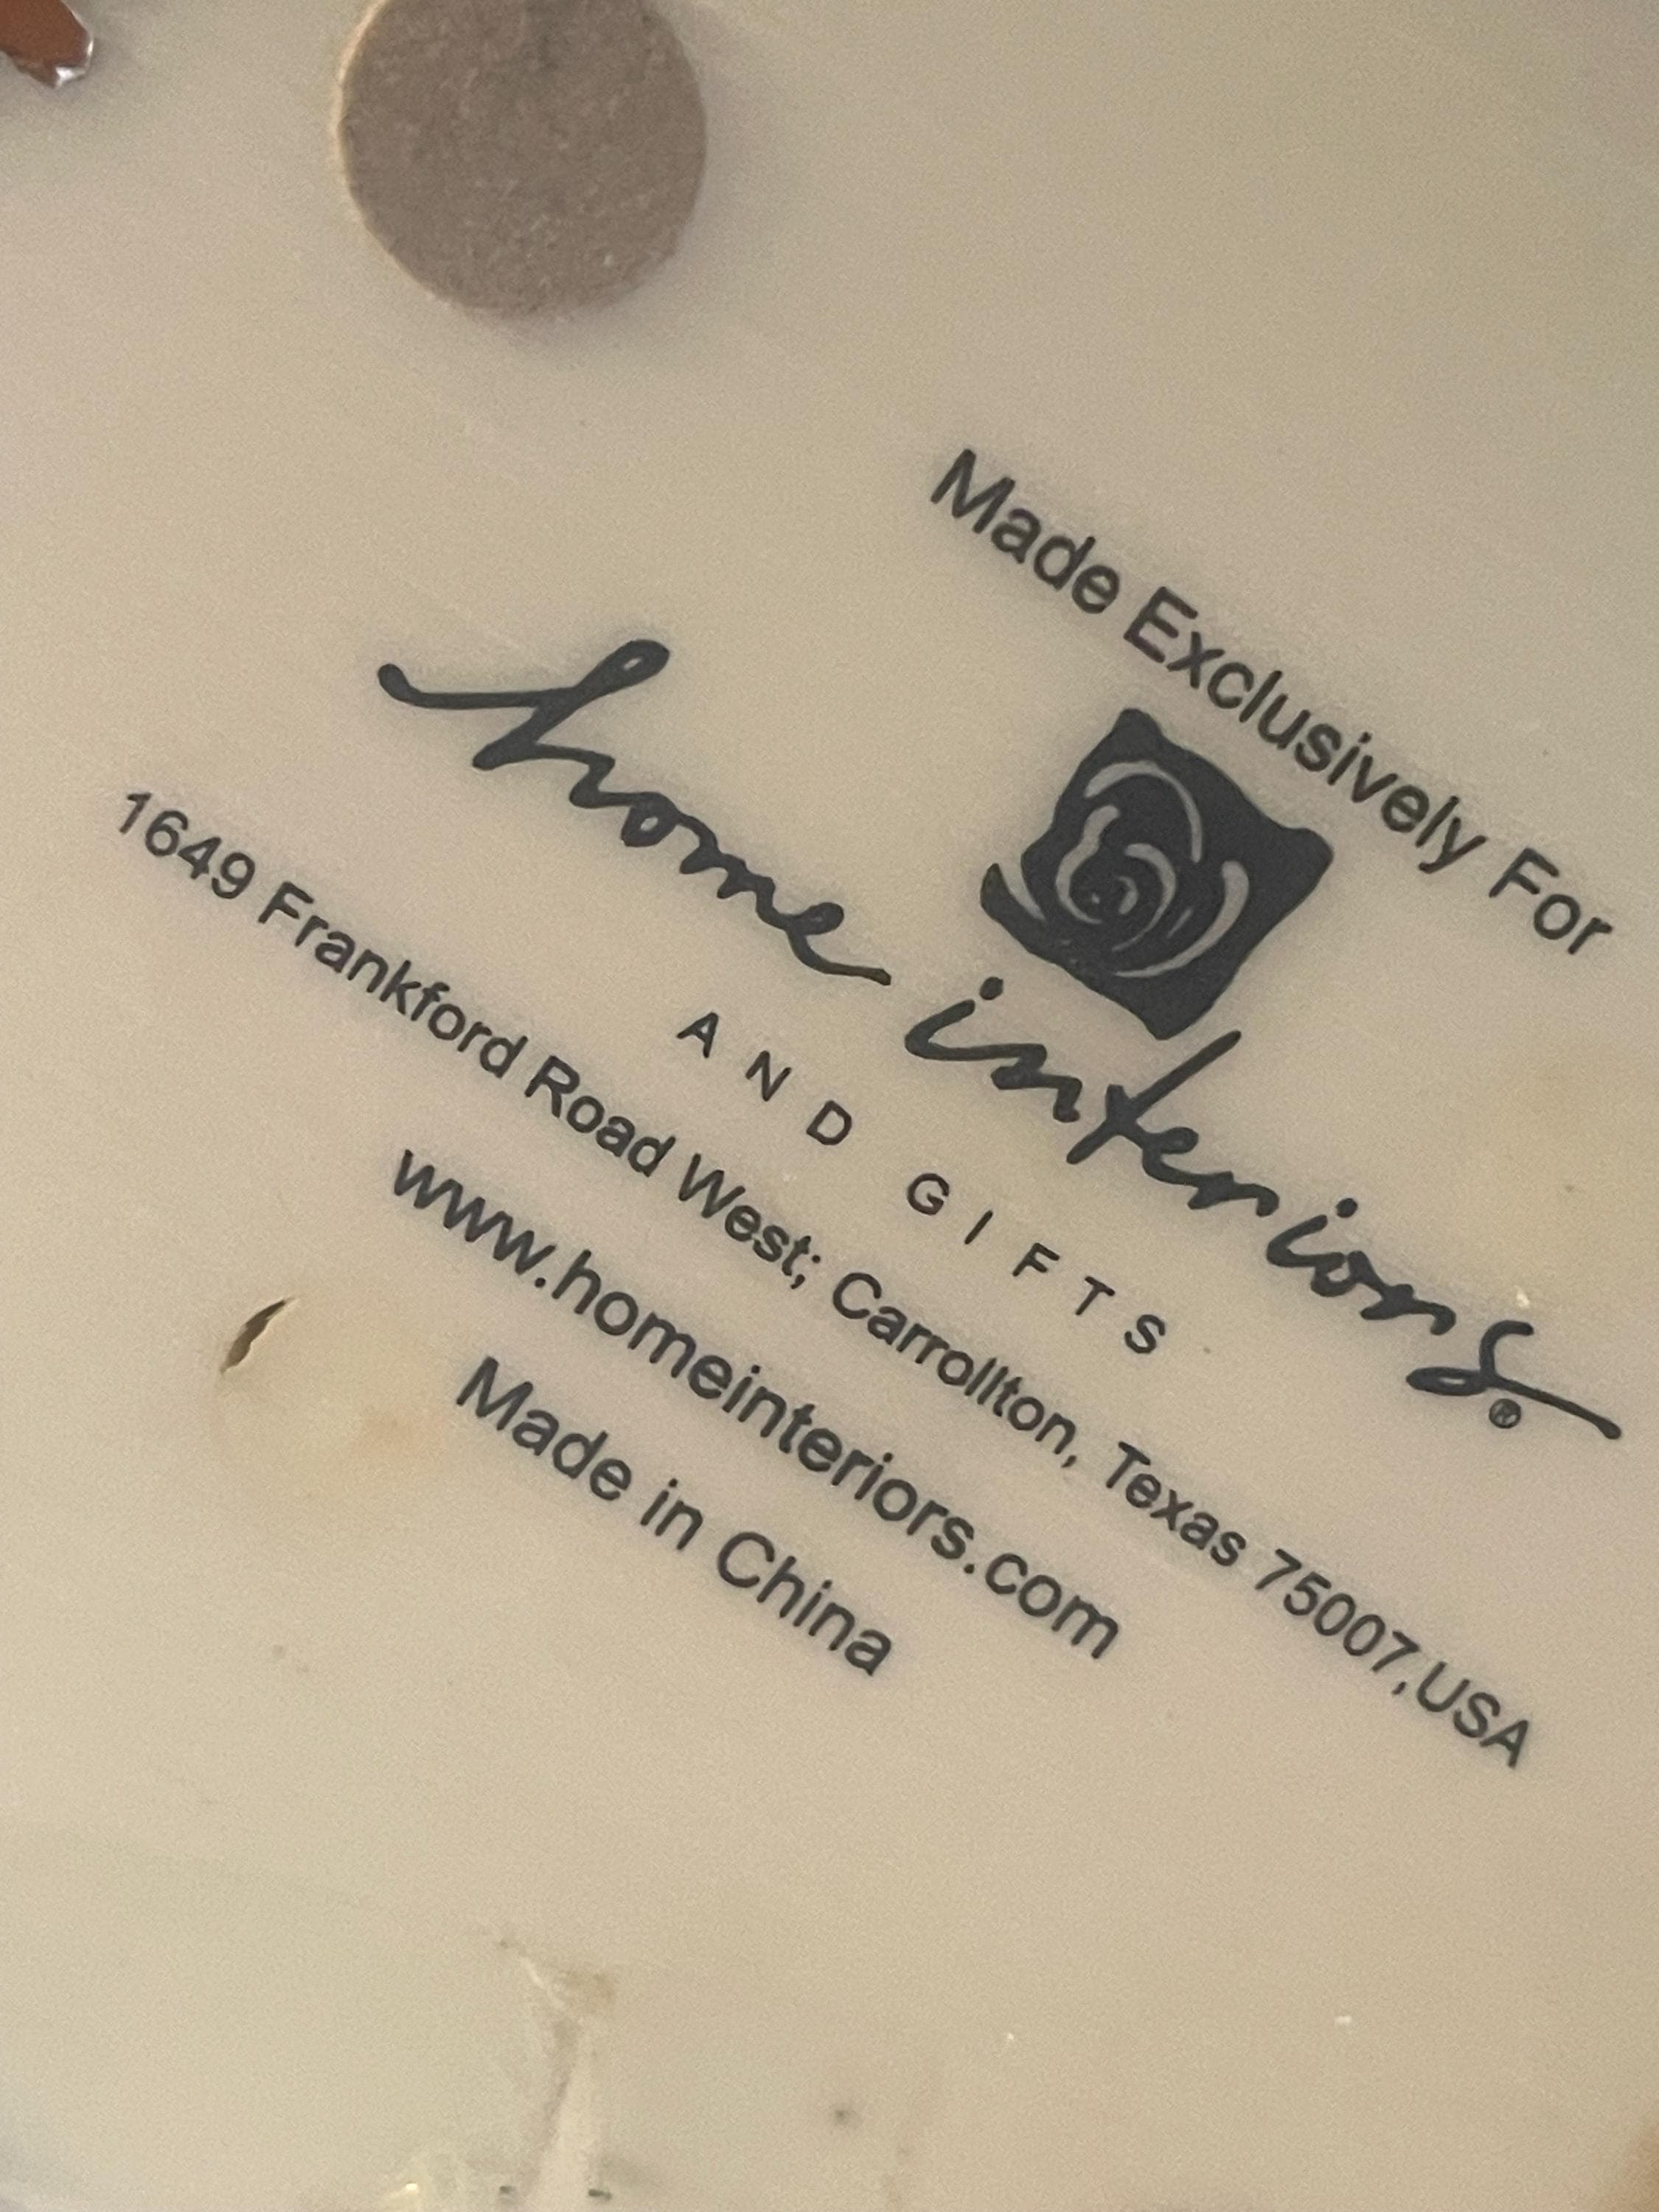 Made Exclusively For
home interiors®
AND GIFTS
1649 Frankford Road West; Carrollton, Texas 75007,USA
www.homeinteriors.com
Made in China